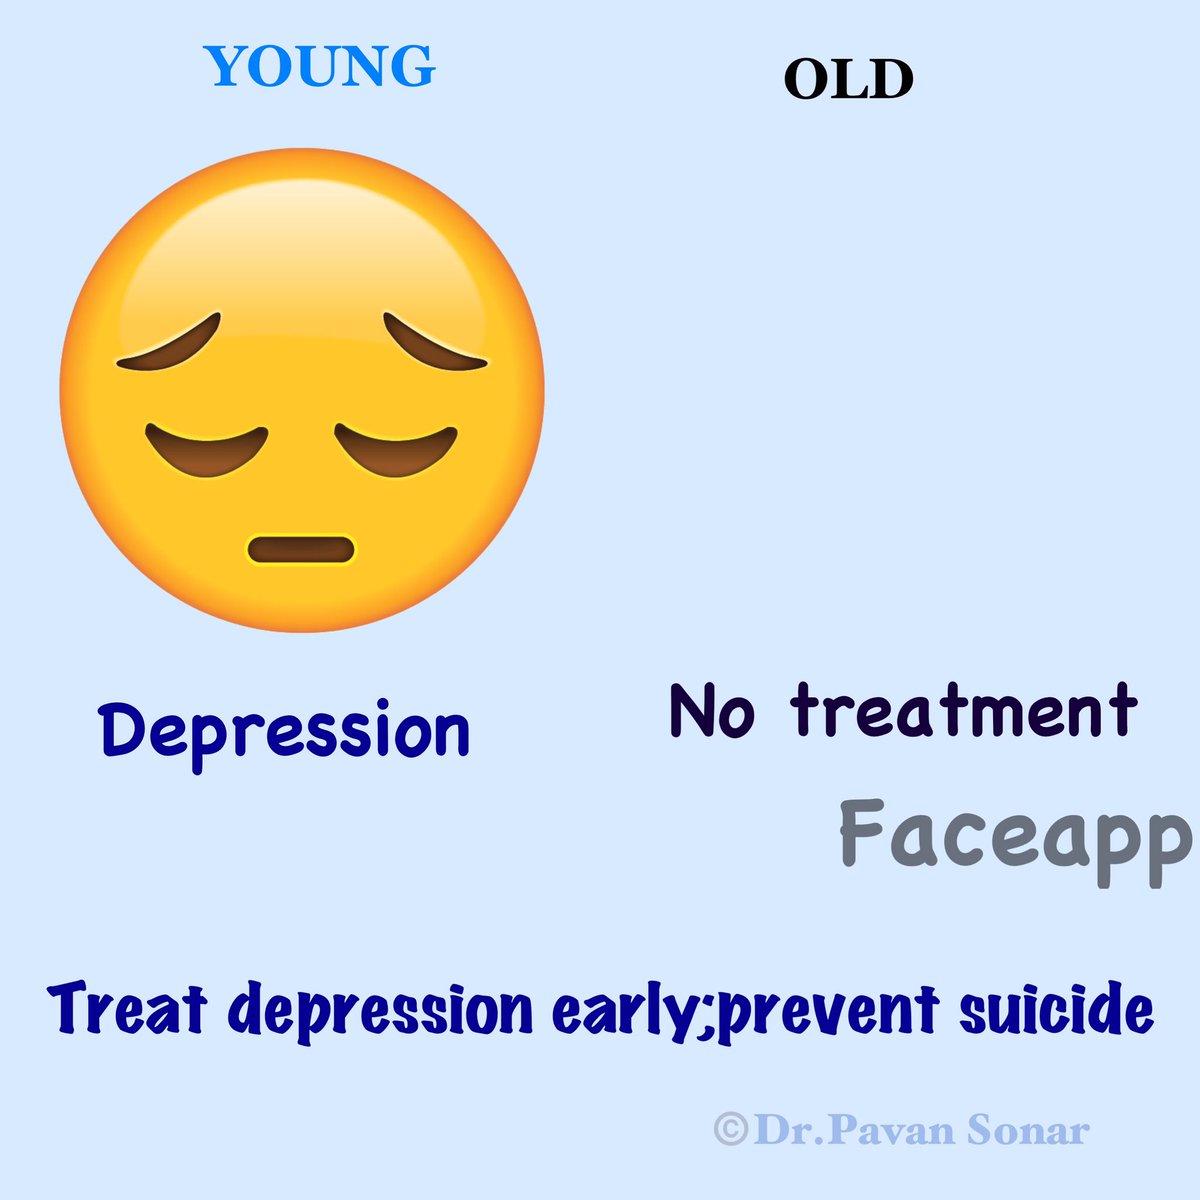 YOUNG
OLD
Depression
No treatment
Faceapp
Treat depression early;prevent suicide
©Dr.Pavan Sonar